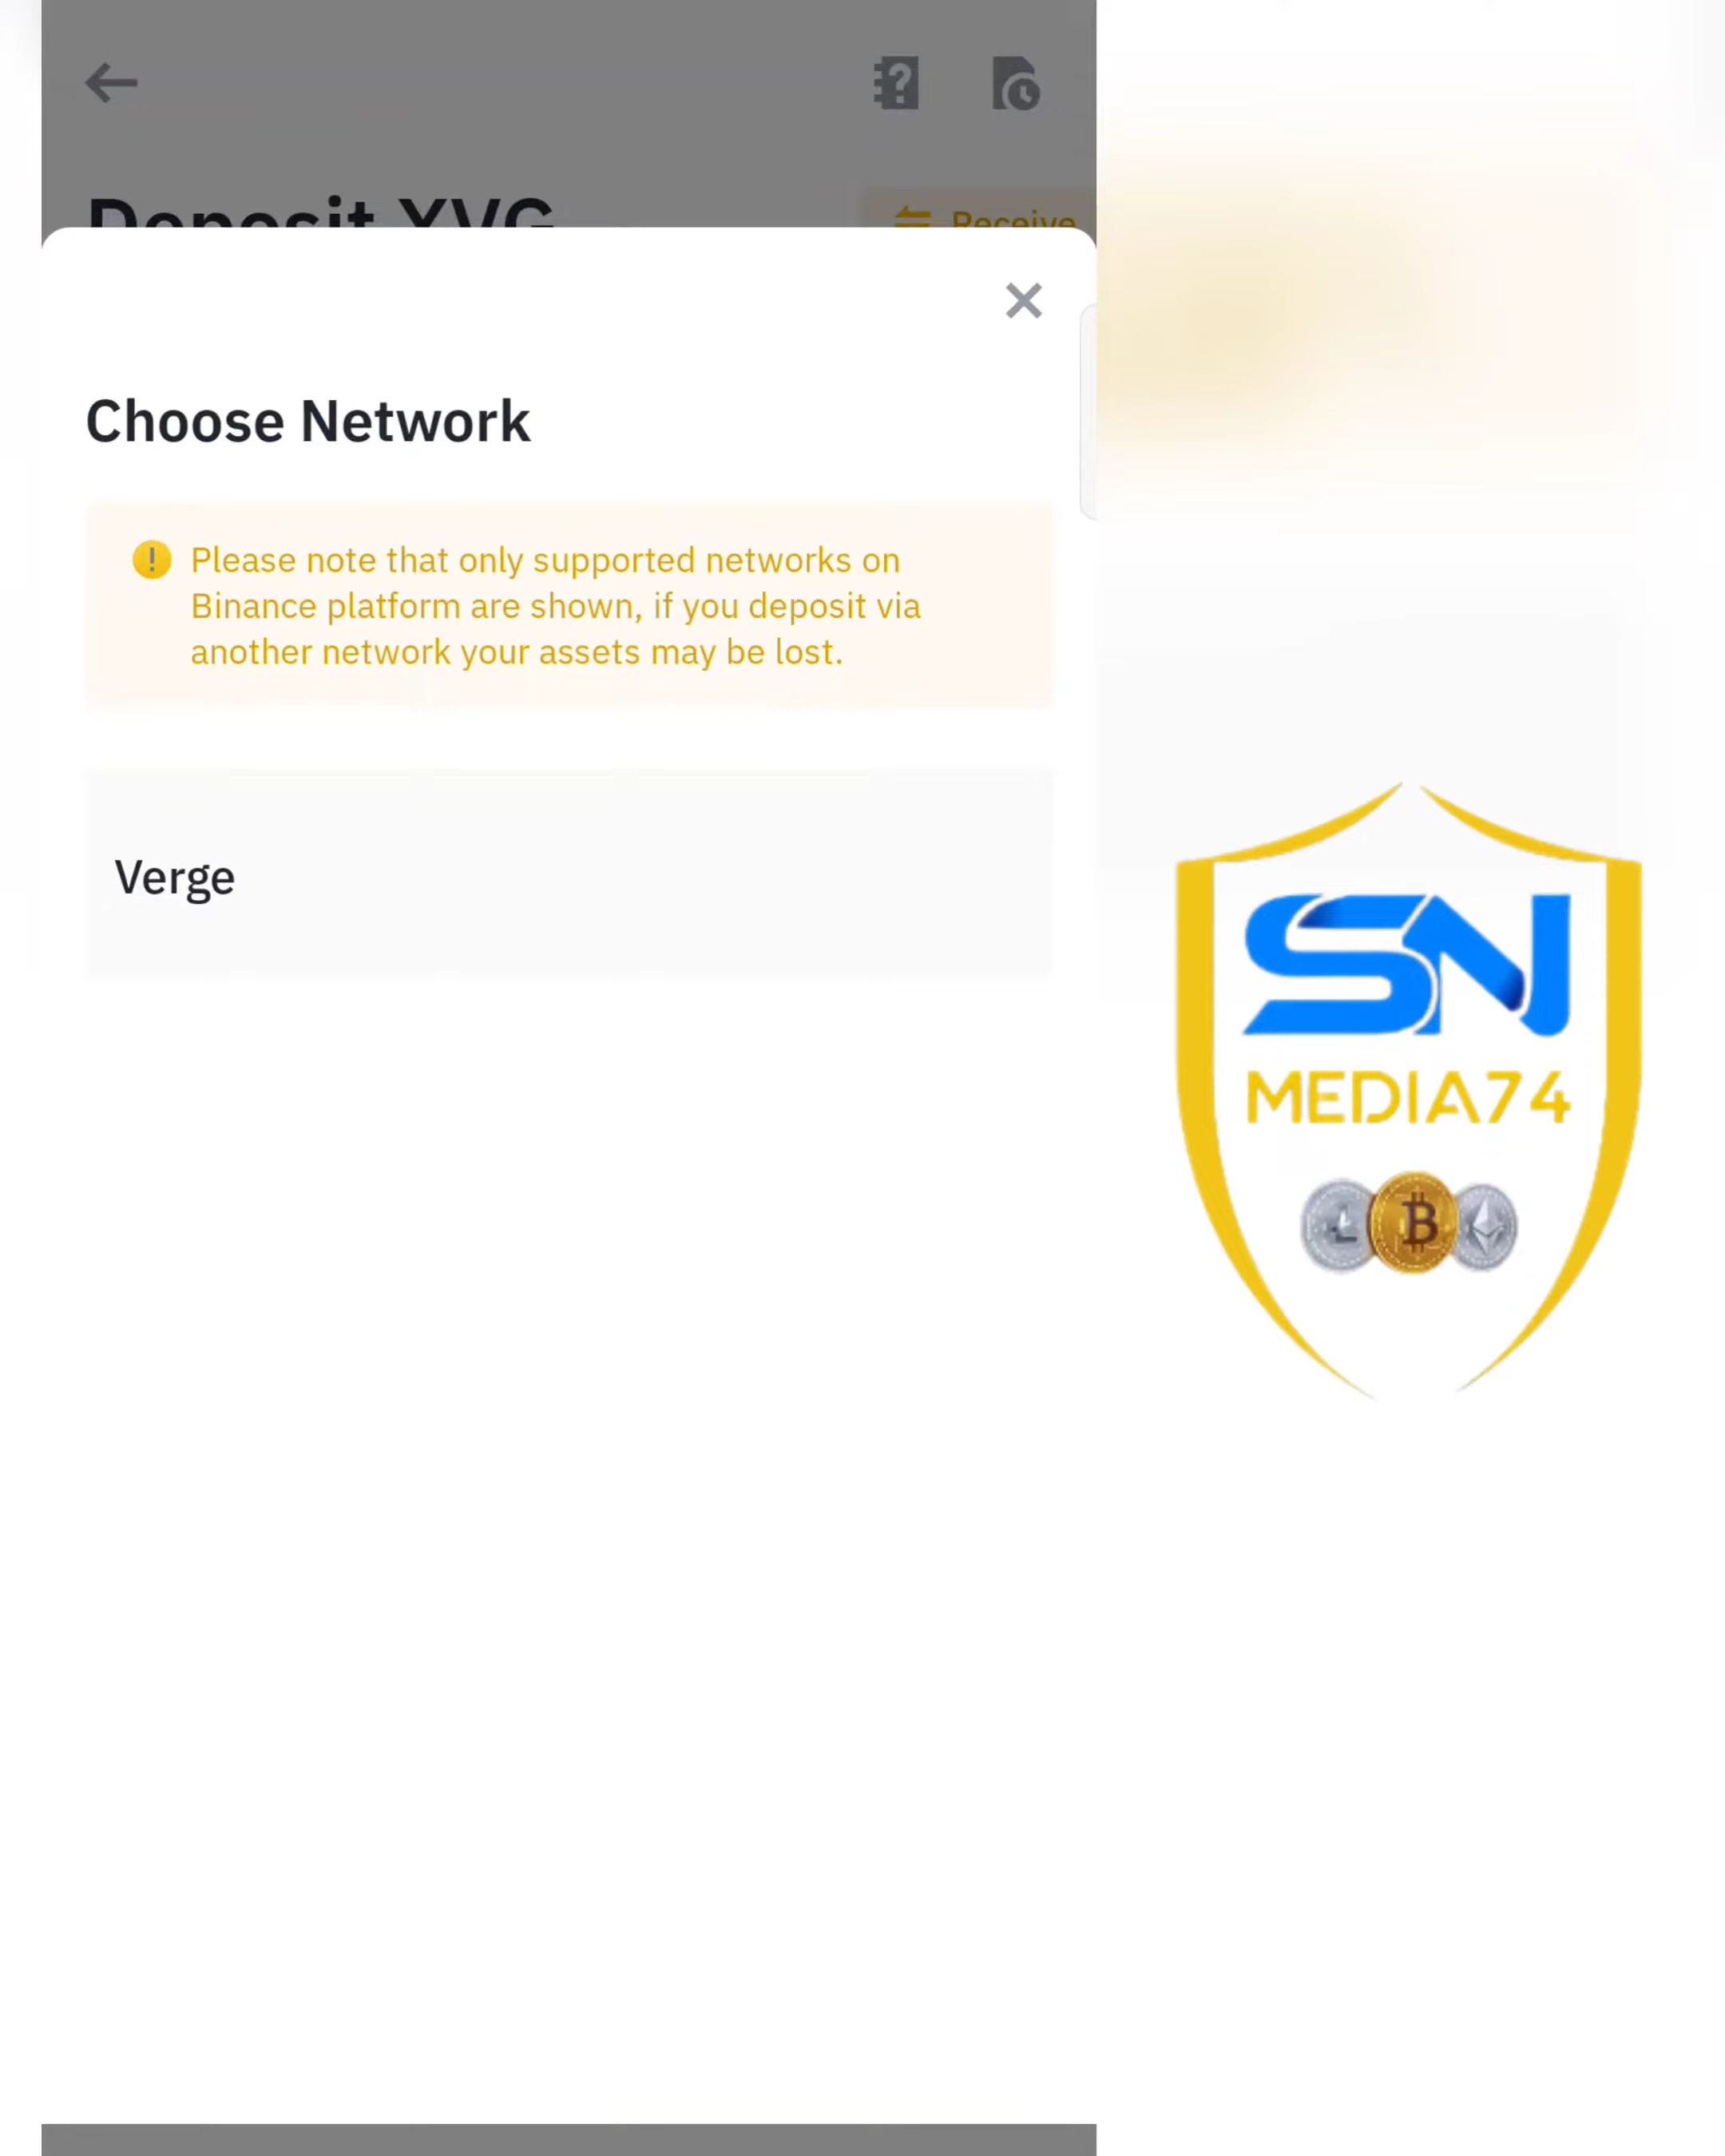 Deposit XVG
Receive
Choose Network
Please note that only supported networks on
Binance platform are shown, if you deposit via
another network your assets may be lost.
Verge
SN
MEDIA74